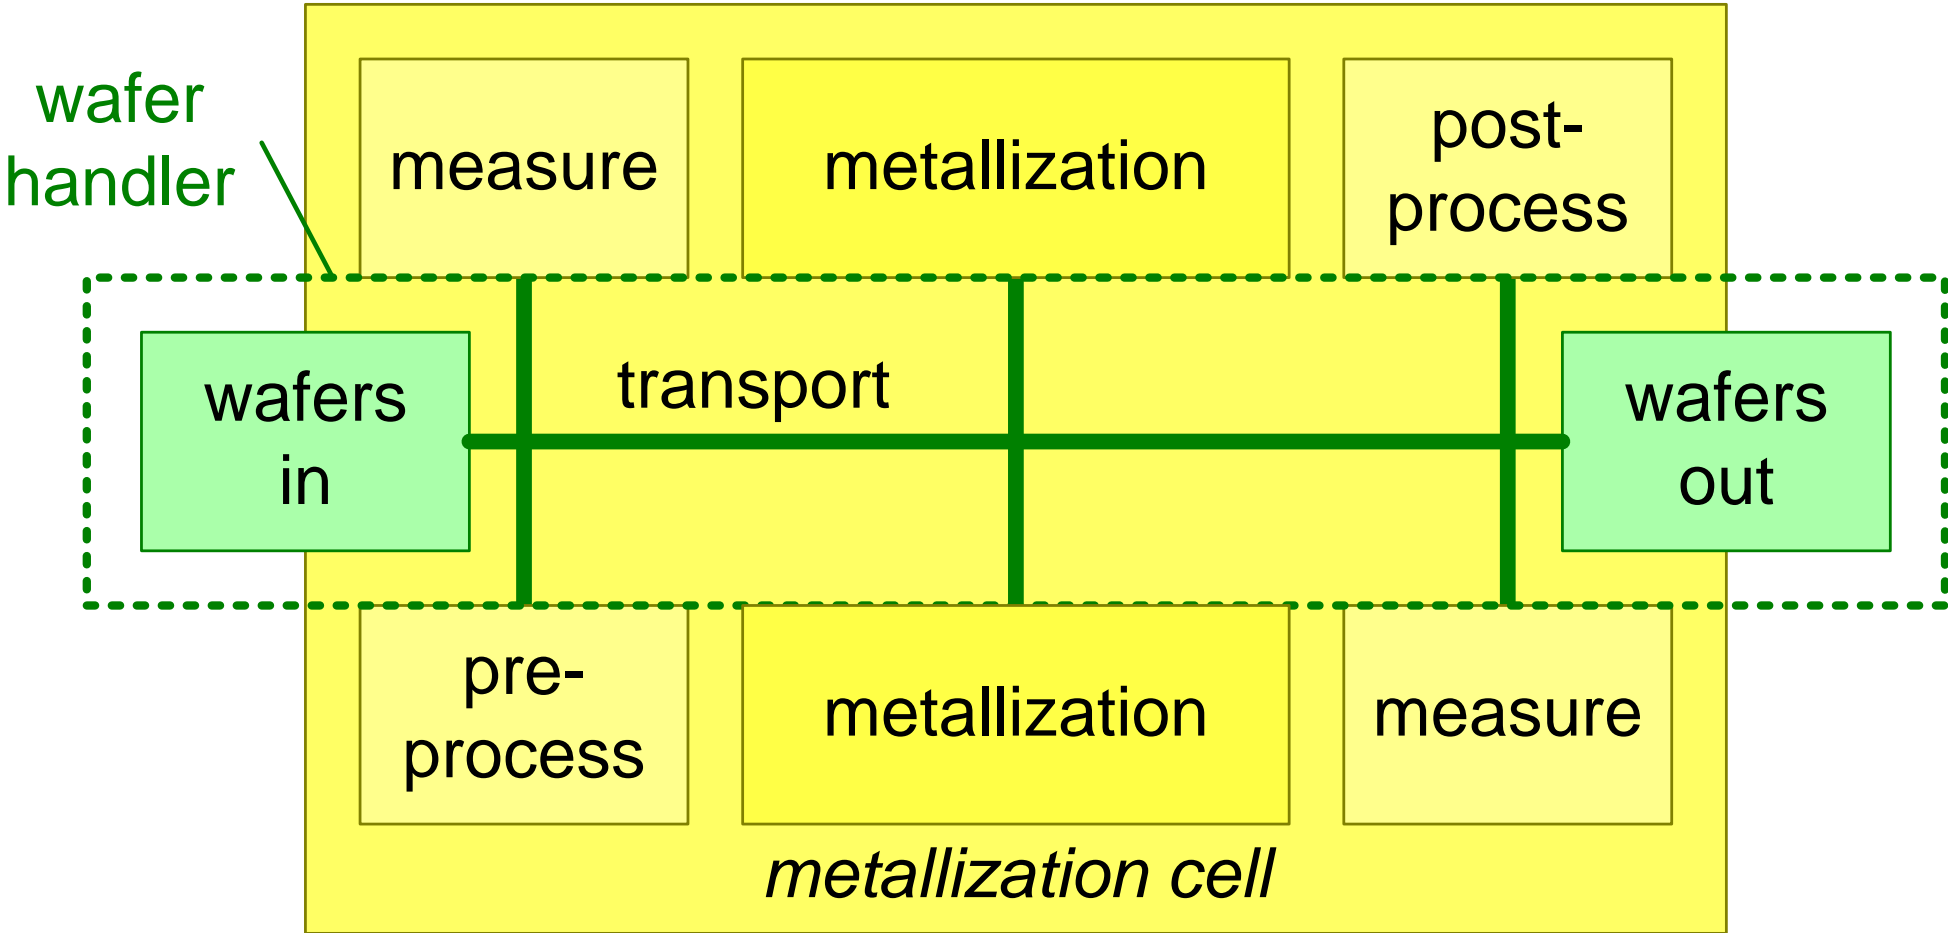 wafer
handler
measure
metallization
post-
process
wafers
in
transport
wafers
out
pre-
process
metallization
measure
metallization cell